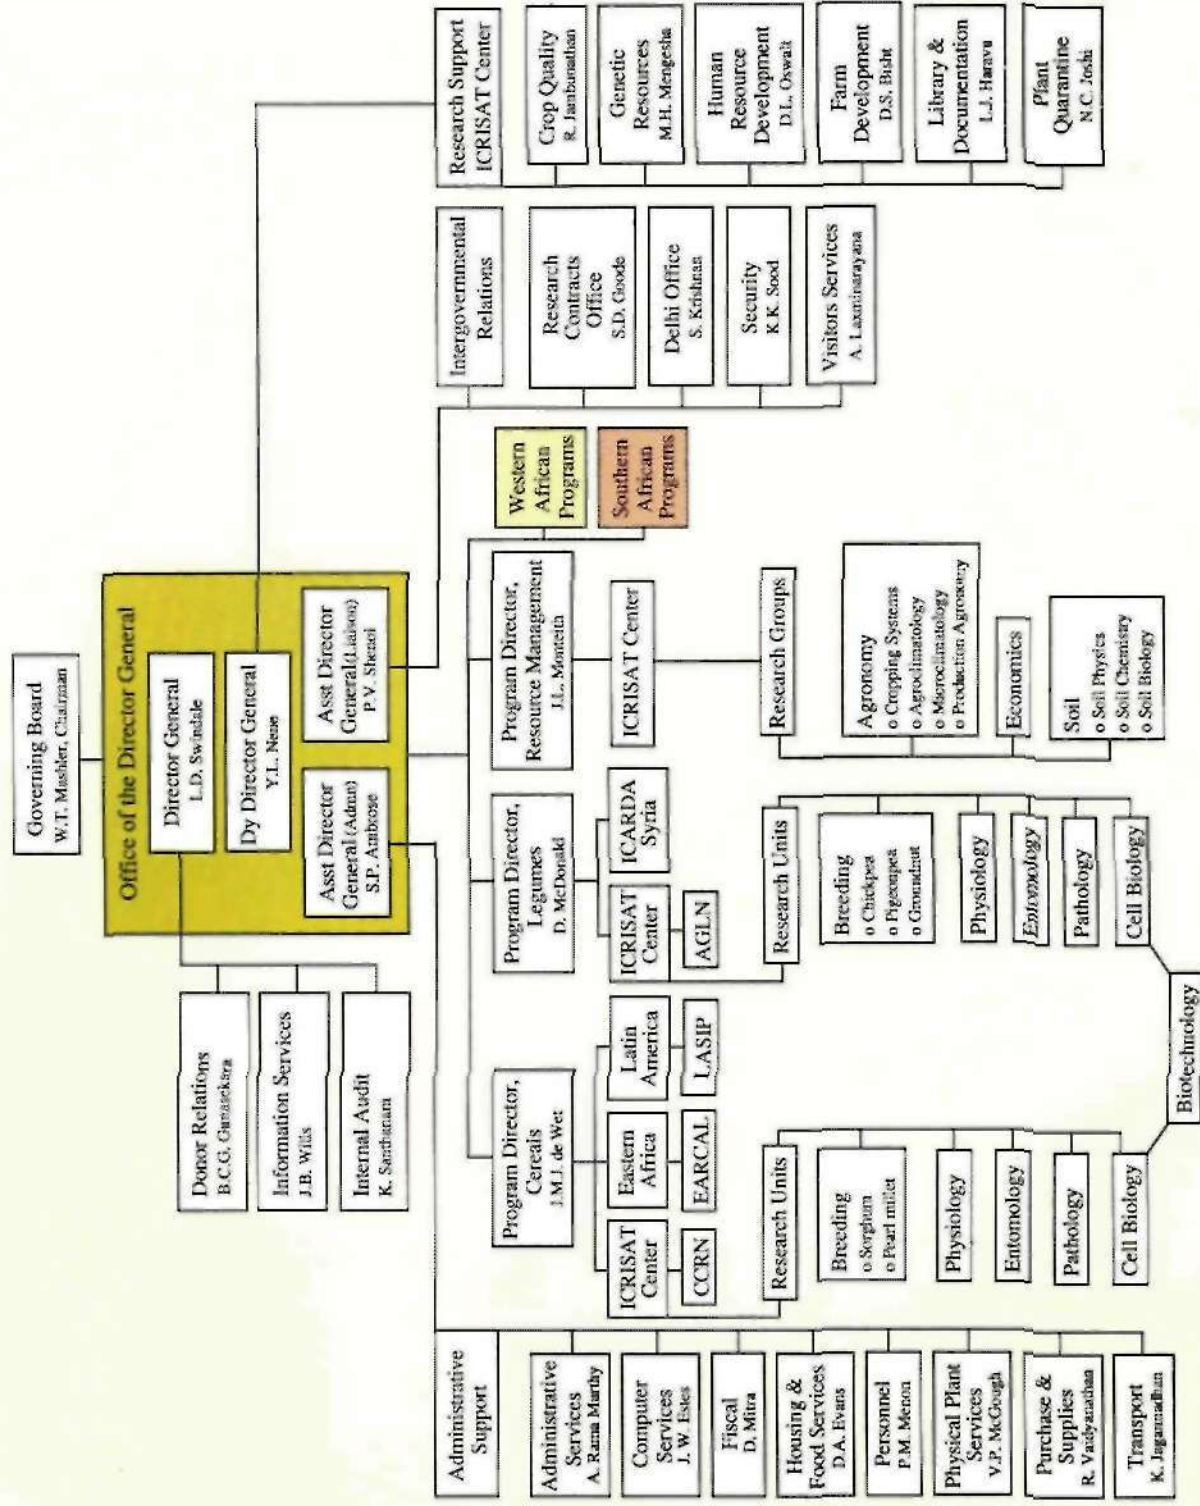 Governing Board
W.T. Mashler, Chairman
Office of the Director General
Director General
L.D. Swindale
Dy Director General
Y.L. Nene
Asst Director
General (Admn)
S.P. Ambrose
Asst Director
General (Liaison)
P.V. Shenoi
Donor Relations
B.C.G. Gunasekara
Information Services
J.B. Wills
Internal Audit
K. Santhanam
Administrative
Support
Administrative
Services
A. Rama Murthy
Computer
Services
J. W. Estes
Fiscal
D. Mitra
Housing &
Food Services
D.A. Evans
Personnel
P.M. Menon
Physical Plant
Services
V.P. McGough
Purchase &
Supplies
R. Vaidyanathan
Transport
K. Jagannadhan
Program Director,
Cereals
J.M.J. de Wet
ICRISAT
Center
Eastern
Africa
Latin
America
CCRN
EARCAL
LASIP
Research Units
Breeding
o Sorghum
o Pearl millet
Physiology
Entomology
Pathology
Cell Biology
Program Director,
Legumes
D. McDonald
ICRISAT
Center
ICARDA
Syria
AGLN
Research Units
Breeding
o Chickpea
o Pigeonpea
o Groundnut
Physiology
Entomology
Pathology
Cell Biology
Biotechnology
Program Director,
Resource Management
J.L. Monteith
ICRISAT Center
Research Groups
Agronomy
o Cropping Systems
o Agroclimatology
o Microclimatology
o Production Agronomy
Economics
Soil
o Soil Physics
o Soil Chemistry
o Soil Biology
Western
African
Programs
Southern
African
Programs
Intergovernmental
Relations
Research
Contracts
Office
S.D. Goode
Delhi Office
S. Krishnan
Security
K.K. Sood
Visitors Services
A. Laxminarayana
Research Support
ICRISAT Center
Crop Quality
R. Jambunathan
Genetic
Resources
M.H. Mengesha
Human
Resource
Development
D.L. Oswalt
Farm
Development
D.S. Bisht
Library &
Documentation
L.J. Haravu
Plant
Quarantine
N.C. Joshi